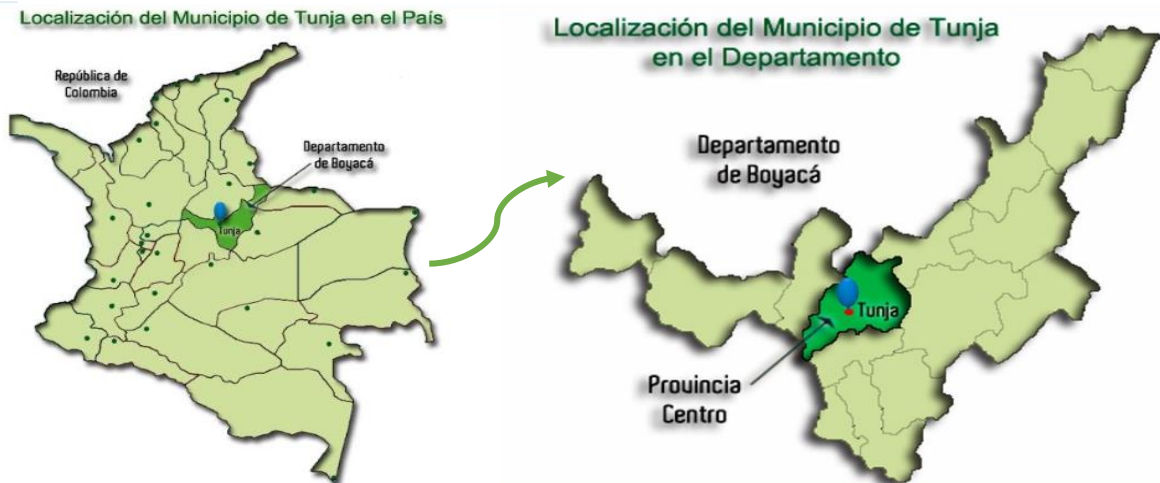 Localización del Municipio de Tunja en el País
República de
Colombia
Departamento
de Boyacá
Tunja
Localización del Municipio de Tunja
en el Departamento
Departamento
de Boyacá
Tunja
Provincia
Centro